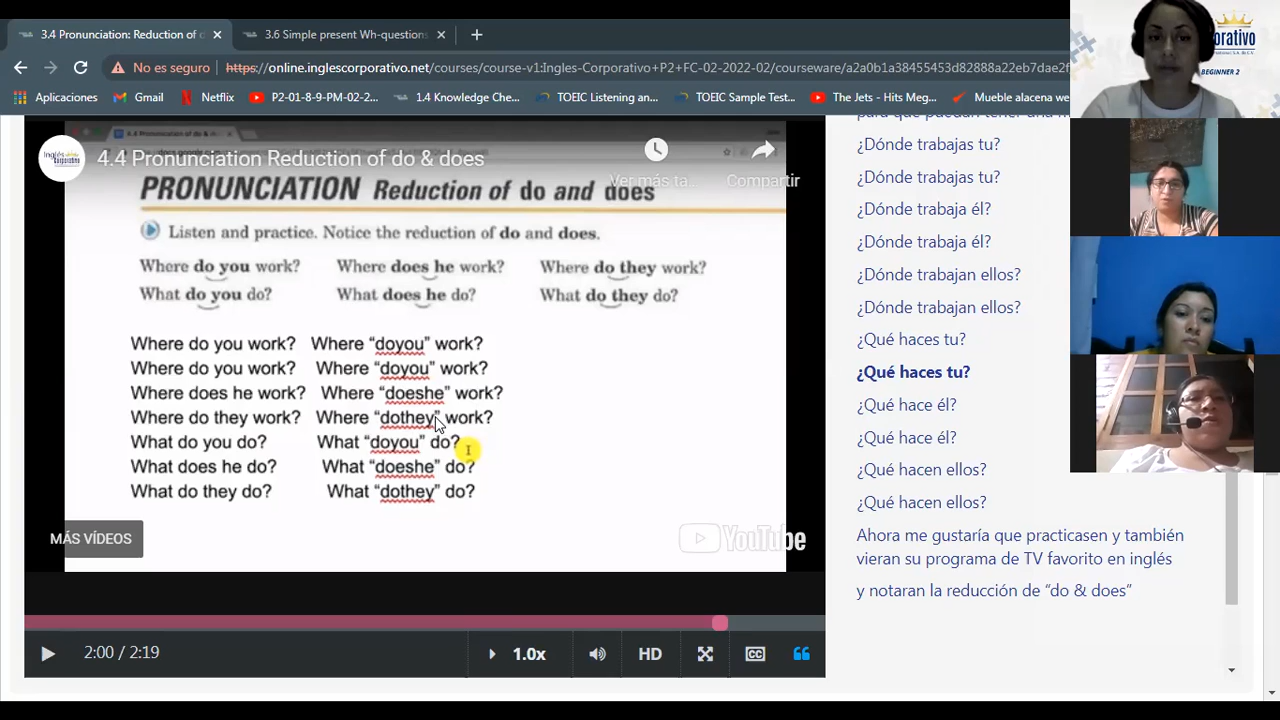 3.4 Pronunciation: Reduction of
3.6 Simple present Wh-questions
No es seguro
https://online.inglescorporativo.net/courses/course-v1:Ingles-Corporativo+P2+FC-02-2022-02/courseware/a2a0b1a38455453d82888a22eb7dae2f
Aplicaciones
Gmail
Netflix
P2-01-8-9-PM-02-2...
1.4 Knowledge Che...
TOEIC Listening an...
TOEIC Sample Test...
The Jets - Hits Meg...
Mueble alacena we
orativo
BEGINNER 2
4.4 Pronunciation Reduction of do & does
Inglés
Corporativo
Ver más ta...
Compartir
PRONUNCIATION Reduction of do and does
Listen and practice. Notice the reduction of do and does.
Where do you work? Where does he work? Where do they work?
What do you do? What does he do? What do they do?
Where do you work? Where “doyou” work?
Where do you work? Where “doyou” work?
Where does he work? Where “doeshe” work?
Where do they work? Where “dothey” work?
What do you do? What “doyou” do?
What does he do? What “doeshe” do?
What do they do? What “dothey” do?
MÁS VÍDEOS
YouTube
2:00 / 2:19
1.0x
HD
CC
¿Dónde trabajas tu?
¿Dónde trabajas tu?
¿Dónde trabaja él?
¿Dónde trabaja él?
¿Dónde trabajan ellos?
¿Dónde trabajan ellos?
¿Qué haces tu?
¿Qué haces tu?
¿Qué hace él?
¿Qué hace él?
¿Qué hacen ellos?
¿Qué hacen ellos?
Ahora me gustaría que practicasen y también
vieran su programa de TV favorito en inglés
y notaran la reducción de “do & does”